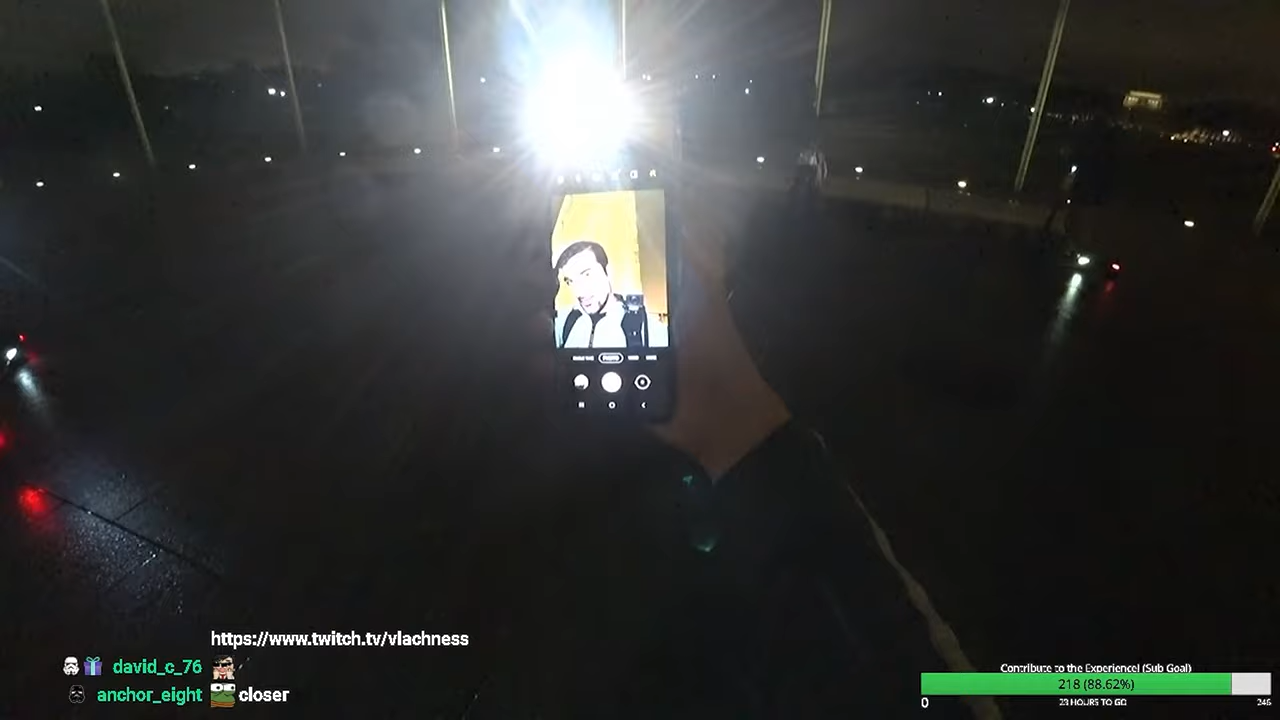 https://www.twitch.tv/vlachness
david_c_76
anchor_eight closer
Contribute to the Experience! (Sub Goal)
218 (88.62%)
0 23 HOURS TO GO 246